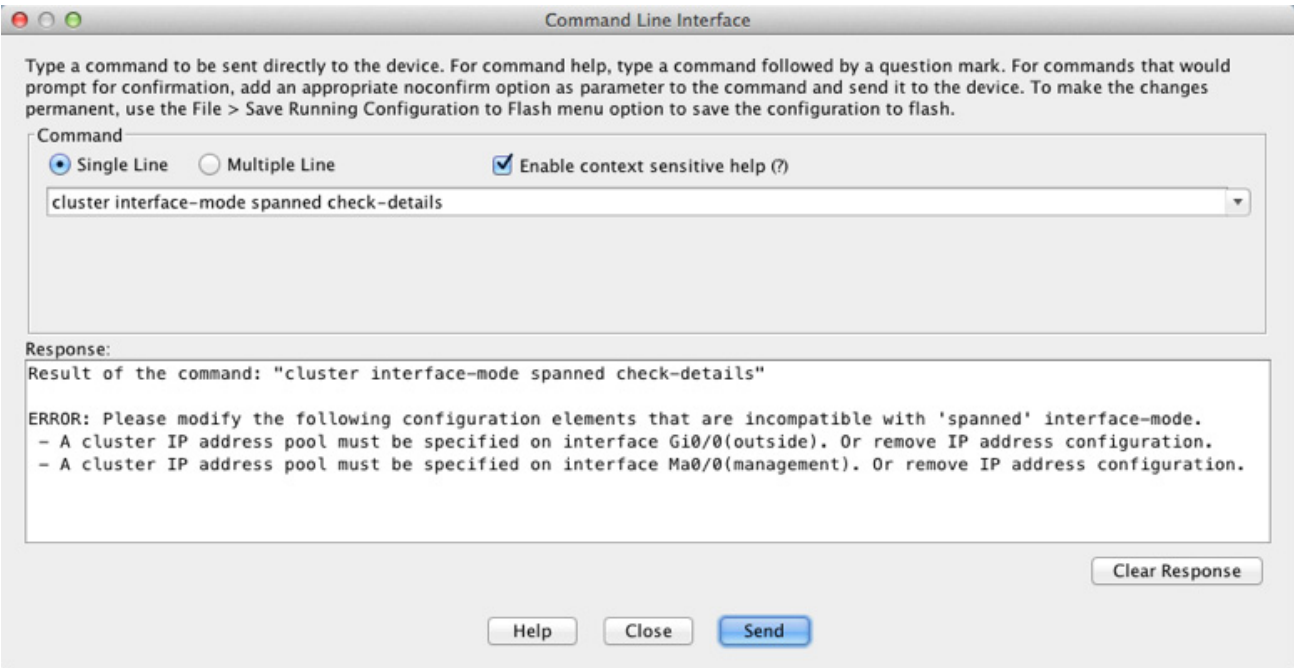 Command Line Interface
Type a command to be sent directly to the device. For command help, type a command followed by a question mark. For commands that would
prompt for confirmation, add an appropriate noconfirm option as parameter to the command and send it to the device. To make the changes
permanent, use the File > Save Running Configuration to Flash menu option to save the configuration to flash.
Command
Single Line Multiple Line Enable context sensitive help (?)
cluster interface-mode spanned check-details
Response:
Result of the command: "cluster interface-mode spanned check-details"
ERROR: Please modify the following configuration elements that are incompatible with 'spanned' interface-mode.
- A cluster IP address pool must be specified on interface Gi0/0(outside). Or remove IP address configuration.
- A cluster IP address pool must be specified on interface Ma0/0(management). Or remove IP address configuration.
Clear Response
Help Close Send